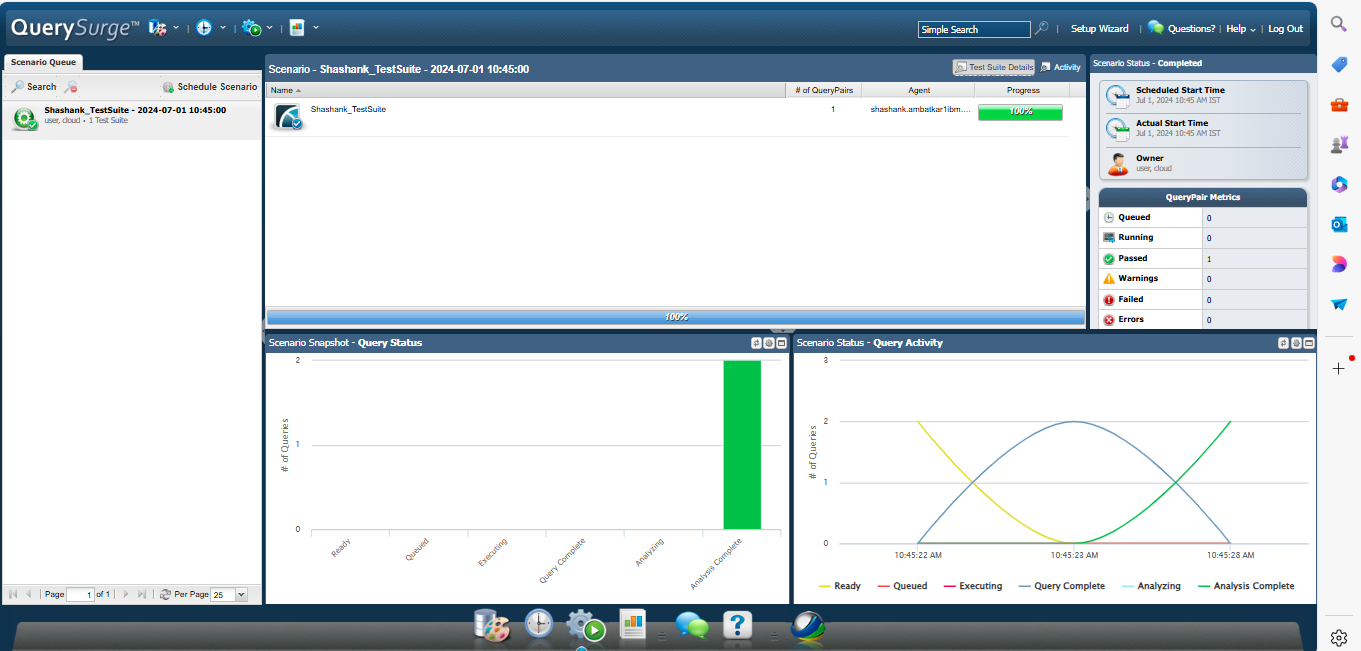 QuerySurge™
Simple Search
Setup Wizard
Questions?
Help
Log Out
Scenario Queue
Search
Schedule Scenario
Shashank_TestSuite - 2024-07-01 10:45:00
user, cloud • 1 Test Suite
Page 1 of 1
Per Page 25
Scenario - Shashank_TestSuite - 2024-07-01 10:45:00
Test Suite Details
Activity
Name
# of QueryPairs
Agent
Progress
Shashank_TestSuite
1
shashank.ambatkar1ibm....
100%
100%
Scenario Status - Completed
Scheduled Start Time
Jul 1, 2024 10:45 AM IST
Actual Start Time
Jul 1, 2024 10:45 AM IST
Owner
user, cloud
QueryPair Metrics
Queued 0
Running 0
Passed 1
Warnings 0
Failed 0
Errors 0
Scenario Snapshot - Query Status
# of Queries
2
1
0
Ready
Queued
Executing
Query Complete
Analyzing
Analysis Complete
Scenario Status - Query Activity
# of Queries
3
2
1
0
10:45:22 AM
10:45:23 AM
10:45:28 AM
Ready
Queued
Executing
Query Complete
Analyzing
Analysis Complete